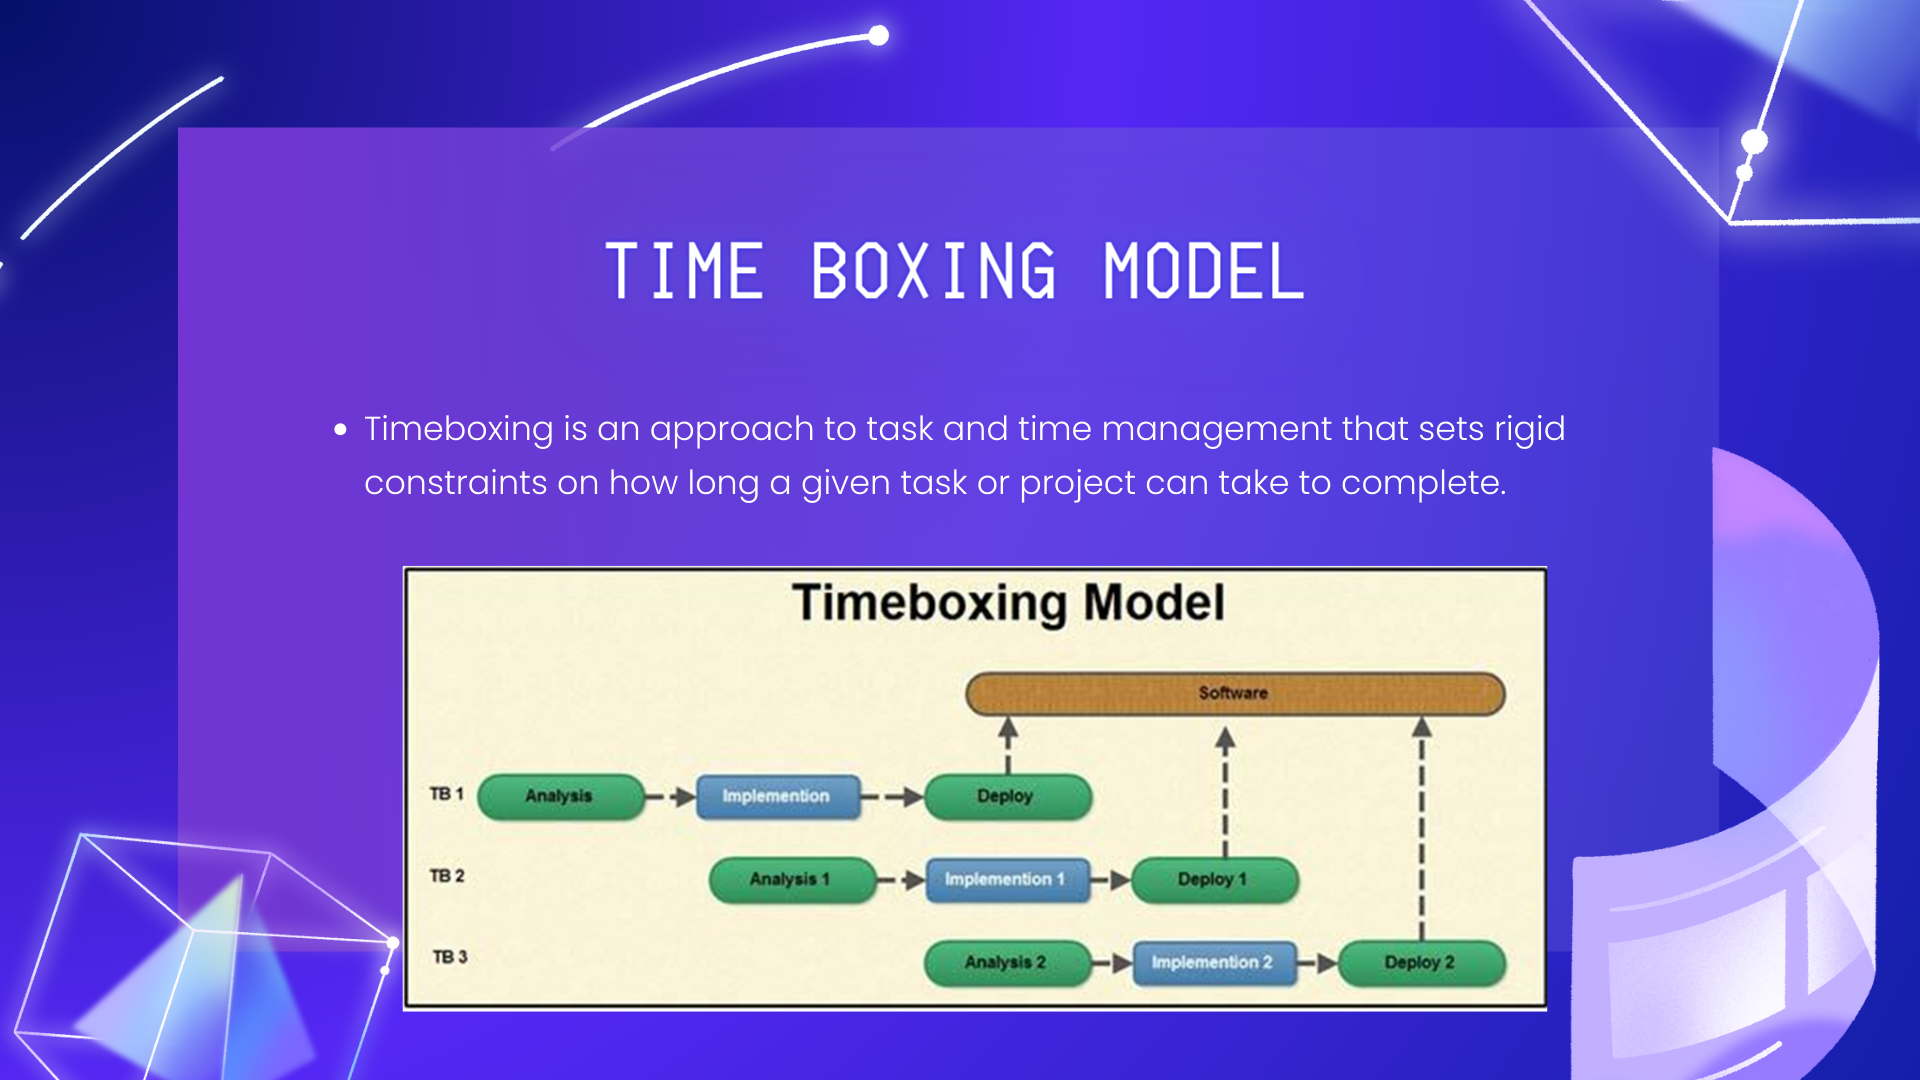 TIME BOXING MODEL
• Timeboxing is an approach to task and time management that sets rigid
constraints on how long a given task or project can take to complete.
Timeboxing Model
Software
TB 1 Analysis Implemention Deploy
TB 2 Analysis 1 Implemention 1 Deploy 1
TB 3 Analysis 2 Implemention 2 Deploy 2